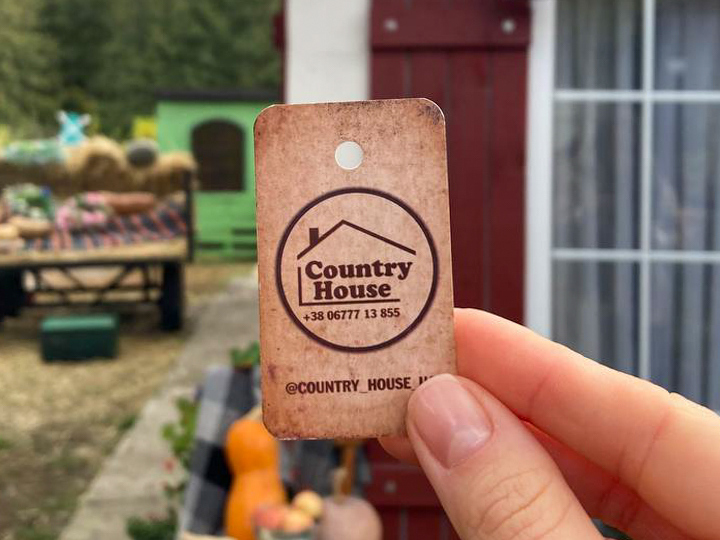 Country
House
+38 06777 13 855
@COUNTRY_HOUSE_